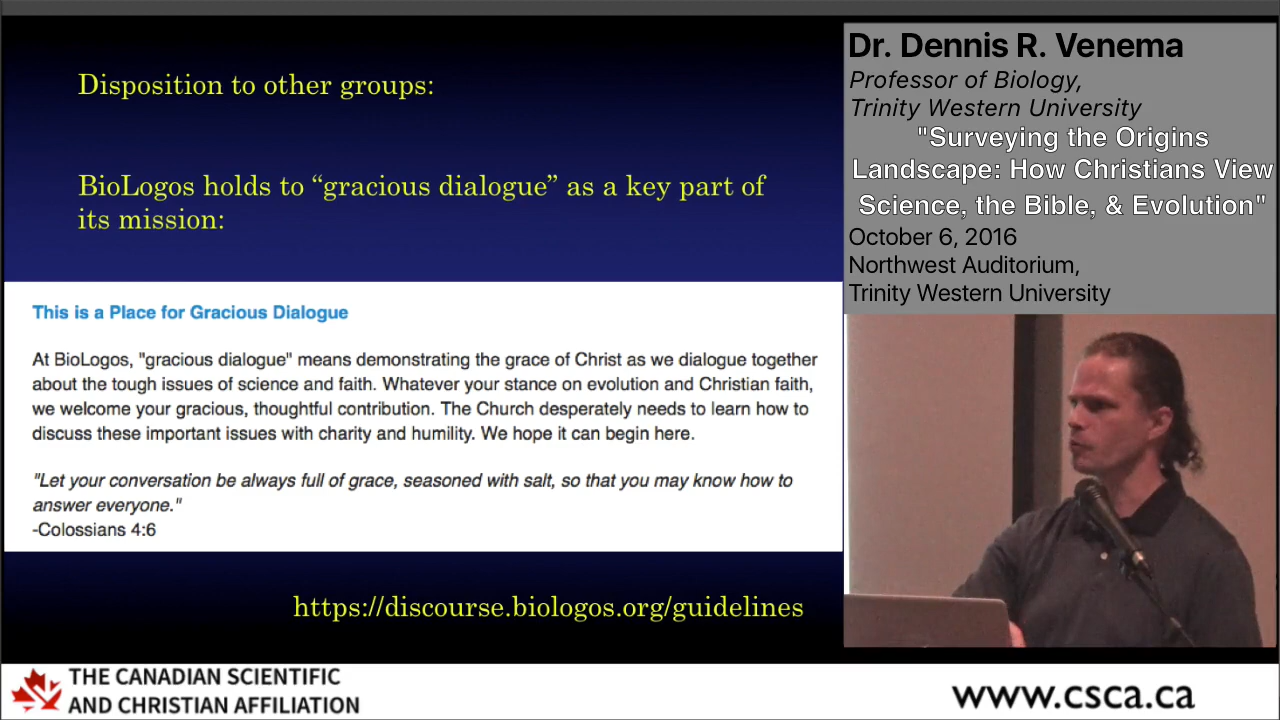 Disposition to other groups:
BioLogos holds to “gracious dialogue” as a key part of
its mission:
This is a Place for Gracious Dialogue
At BioLogos, "gracious dialogue" means demonstrating the grace of Christ as we dialogue together
about the tough issues of science and faith. Whatever your stance on evolution and Christian faith,
we welcome your gracious, thoughtful contribution. The Church desperately needs to learn how to
discuss these important issues with charity and humility. We hope it can begin here.
"Let your conversation be always full of grace, seasoned with salt, so that you may know how to
answer everyone."
-Colossians 4:6
https://discourse.biologos.org/guidelines
Dr. Dennis R. Venema
Professor of Biology,
Trinity Western University
"Surveying the Origins
Landscape: How Christians View
Science, the Bible, & Evolution"
October 6, 2016
Northwest Auditorium,
Trinity Western University
THE CANADIAN SCIENTIFIC
AND CHRISTIAN AFFILIATION
www.csca.ca